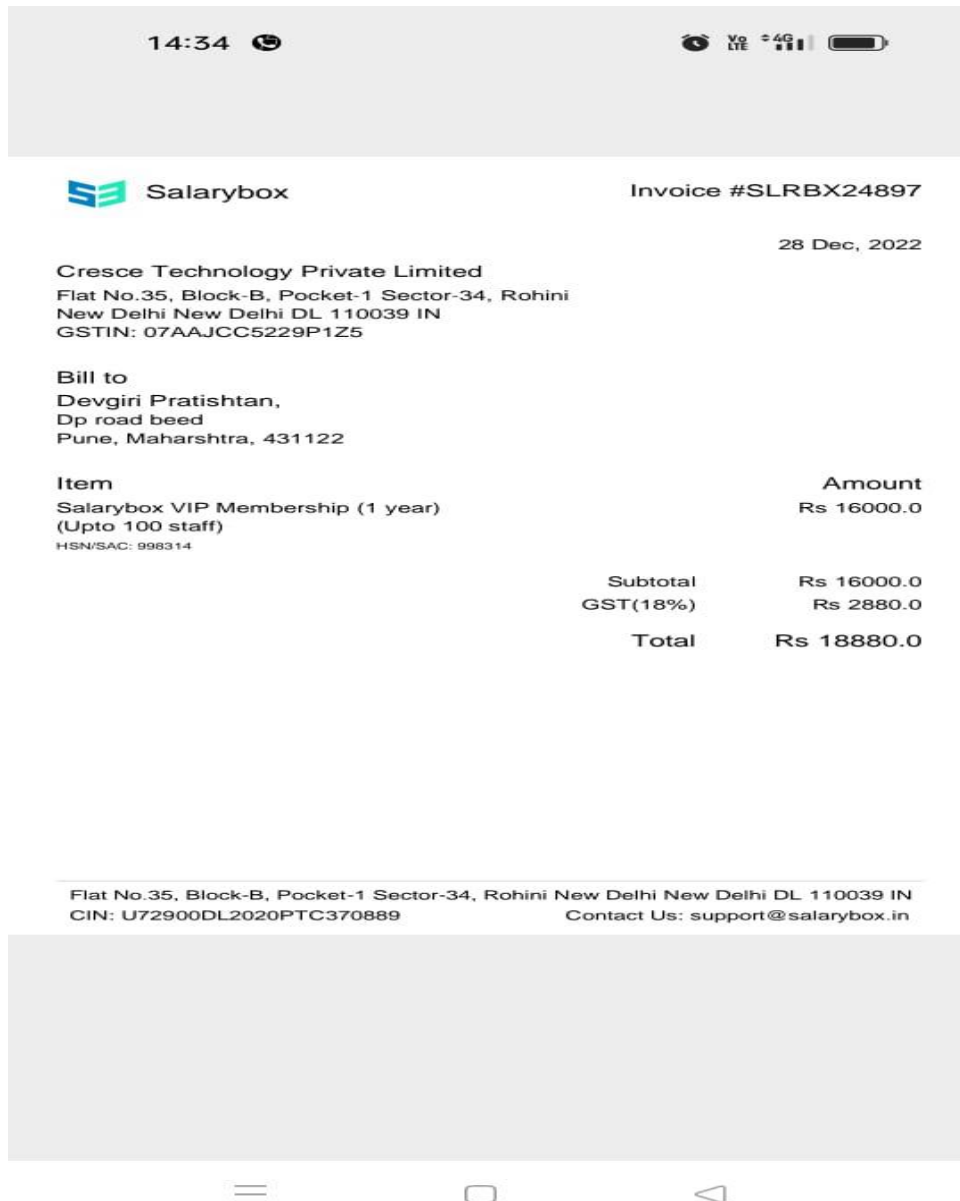 14:34
Vo LTE 4G
Salarybox
Invoice #SLRBX24897
28 Dec, 2022
Cresce Technology Private Limited
Flat No.35, Block-B, Pocket-1 Sector-34, Rohini
New Delhi New Delhi DL 110039 IN
GSTIN: 07AAJCC5229P1Z5
Bill to
Devgiri Pratishtan,
Dp road beed
Pune, Maharshtra, 431122
Item Amount
Salarybox VIP Membership (1 year) Rs 16000.0
(Upto 100 staff)
HSN/SAC: 998314
Subtotal Rs 16000.0
GST(18%) Rs 2880.0
Total Rs 18880.0
Flat No.35, Block-B, Pocket-1 Sector-34, Rohini New Delhi New Delhi DL 110039 IN
CIN: U72900DL2020PTC370889 Contact Us: support@salarybox.in